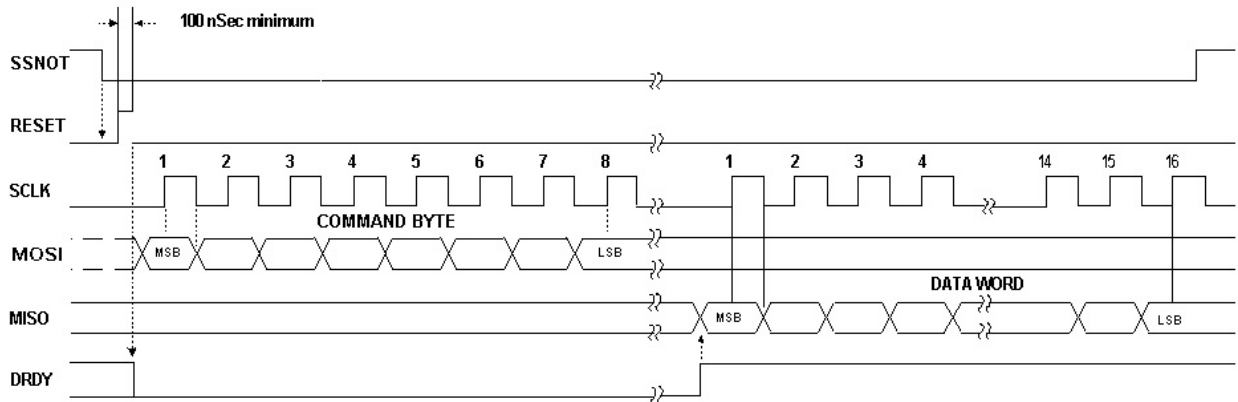 100 nSec minimum
SSNOT
RESET
1 2 3 4 5 6 7 8 1 2 3 4 14 15 16
SCLK
COMMAND BYTE
MOSI MSB LSB
DATA WORD
MISO MSB LSB
DRDY